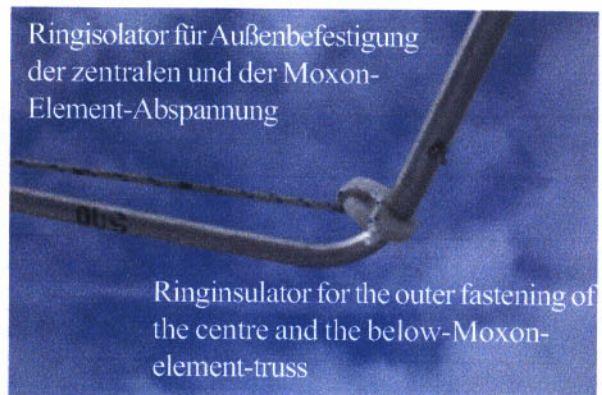 Ringisolator für Außenbefestigung
der zentralen und der Moxon-
Element-Abspannung
Ringinsulator for the outer fastening of
the centre and the below-Moxon-
element-truss